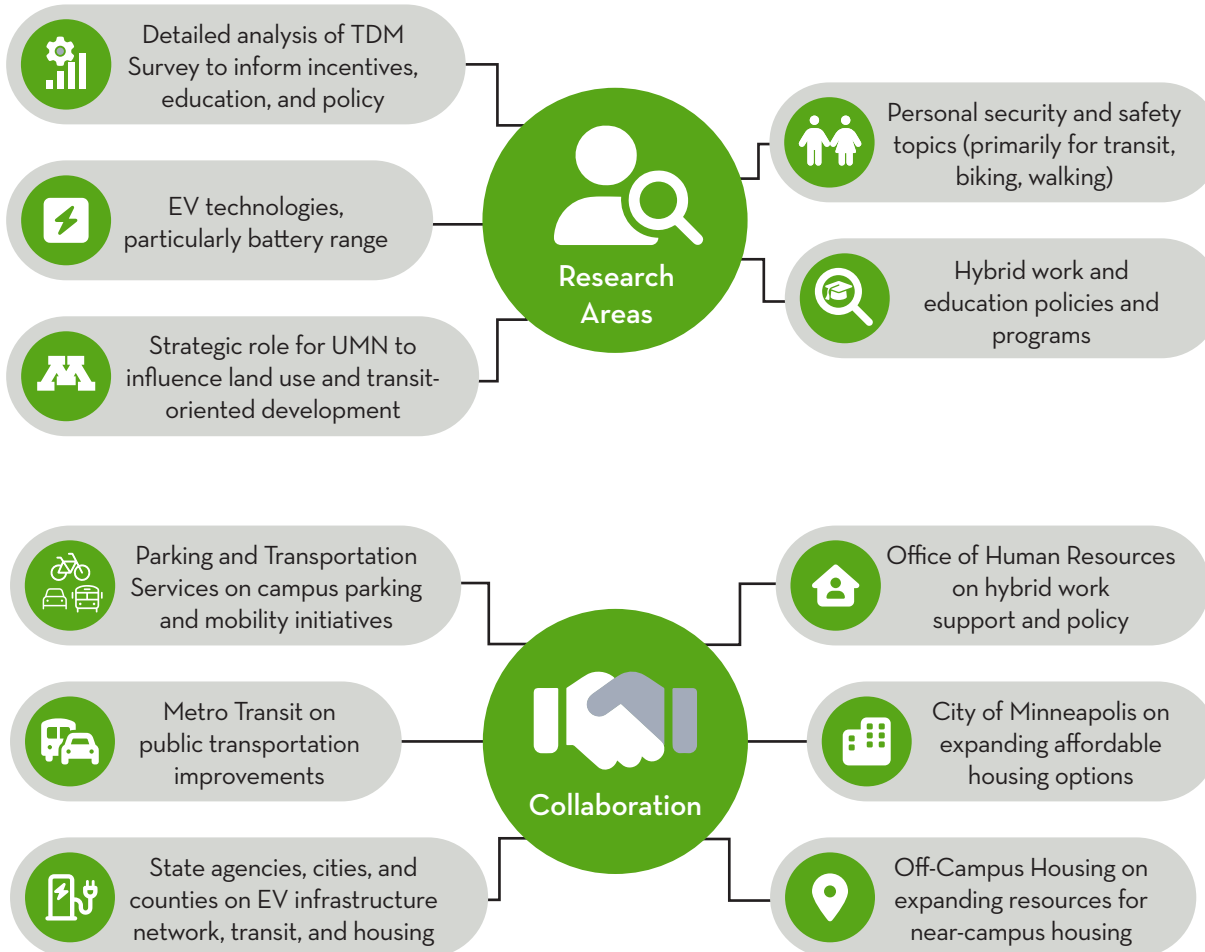 Detailed analysis of TDM
Survey to inform incentives,
education, and policy
EV technologies,
particularly battery range
Strategic role for UMN to
influence land use and transit-
oriented development
Research
Areas
Personal security and safety
topics (primarily for transit,
biking, walking)
Hybrid work and
education policies and
programs
Parking and Transportation
Services on campus parking
and mobility initiatives
Metro Transit on
public transportation
improvements
State agencies, cities, and
counties on EV infrastructure
network, transit, and housing
Collaboration
Office of Human Resources
on hybrid work
support and policy
City of Minneapolis on
expanding affordable
housing options
Off-Campus Housing on
expanding resources for
near-campus housing